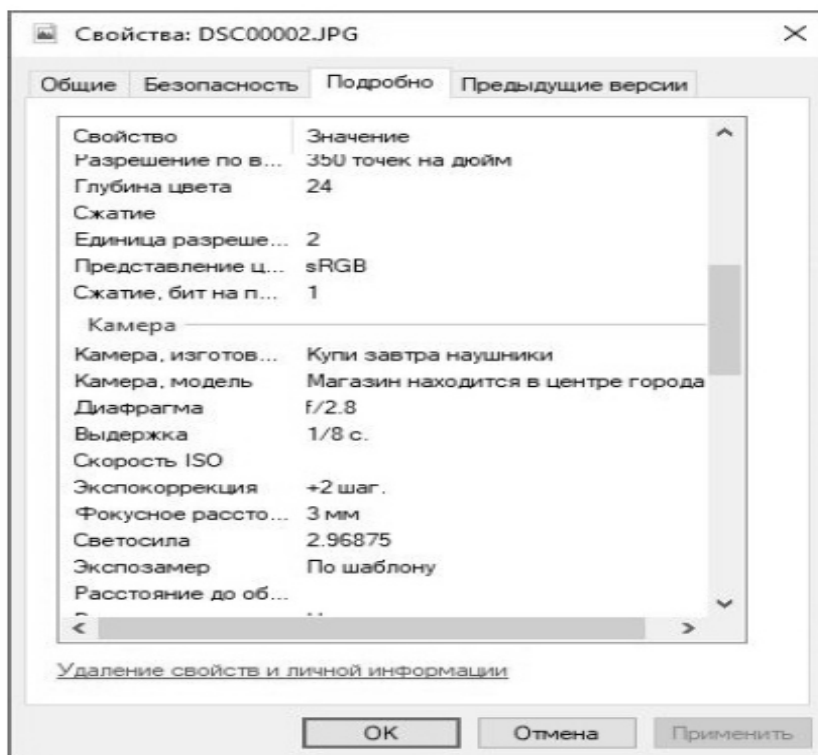 Свойства: DSC00002.JPG
Общие Безопасность Подробно Предыдущие версии
Свойство Значение
Разрешение по в... 350 точек на дюйм
Глубина цвета 24
Сжатие
Единица разреше... 2
Представление ц... sRGB
Сжатие, бит на п... 1
Камера
Камера, изготов... Купи завтра наушники
Камера, модель Магазин находится в центре города
Диафрагма f/2.8
Выдержка 1/8 с.
Скорость ISO
Экспокоррекция +2 шаг.
Фокусное рассто... 3 мм
Светосила 2.96875
Экспозамер По шаблону
Расстояние до об...
Удаление свойств и личной информации
OK Отмена Применить